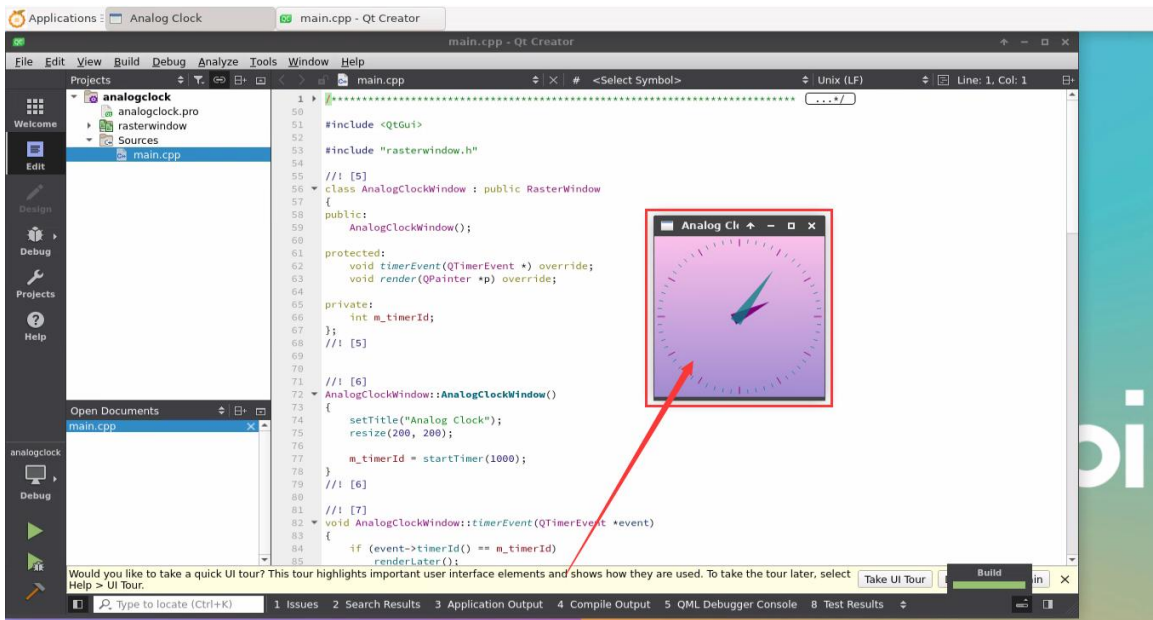 Applications Analog Clock main.cpp - Qt Creator
main.cpp - Qt Creator
File Edit View Build Debug Analyze Tools Window Help
Projects main.cpp # <Select Symbol> Unix (LF) Line: 1, Col: 1
Welcome
Edit
Design
Debug
Projects
Help
analogclock
analogclock.pro
rasterwindow
Sources
main.cpp
Open Documents
main.cpp
analogclock
Debug
1 /**************************************************************************** (...*/)
50
51 #include <QtGui>
52
53 #include "rasterwindow.h"
54
55 //! [5]
56 class AnalogClockWindow : public RasterWindow
57 {
58 public:
59     AnalogClockWindow();
60
61 protected:
62     void timerEvent(QTimerEvent *) override;
63     void render(QPainter *p) override;
64
65 private:
66     int m_timerId;
67 };
68 //! [5]
69
70
71 //! [6]
72 AnalogClockWindow::AnalogClockWindow()
73 {
74     setTitle("Analog Clock");
75     resize(200, 200);
76
77     m_timerId = startTimer(1000);
78 }
79 //! [6]
80
81 //! [7]
82 void AnalogClockWindow::timerEvent(QTimerEvent *event)
83 {
84     if (event->timerId() == m_timerId)
85         renderLater();
Analog Clo
pi
Would you like to take a quick UI tour? This tour highlights important user interface elements and shows how they are used. To take the tour later, select Take UI Tour
Help > UI Tour.
Build
Type to locate (Ctrl+K) 1 Issues 2 Search Results 3 Application Output 4 Compile Output 5 QML Debugger Console 8 Test Results